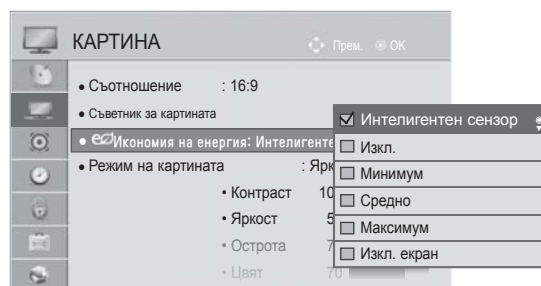 КАРТИНА
Прем. OK
• Съотношение : 16:9
• Съветник за картината
• Икономия на енергия: Интелигенте
• Режим на картината : Ярк
• Контраст 10
• Яркост 5
• Острота 7
• Цвят 70
Интелигентен сензор
Изкл.
Минимум
Средно
Максимум
Изкл. екран